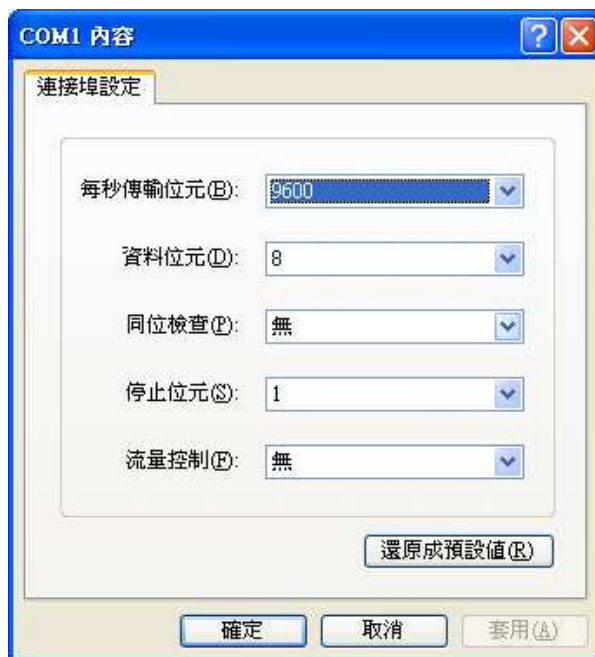 COM1 內容
連接埠設定
每秒傳輸位元(B): 9600
資料位元(D): 8
同位檢查(P): 無
停止位元(S): 1
流量控制(F): 無
還原成預設值(R)
確定 取消 套用(A)